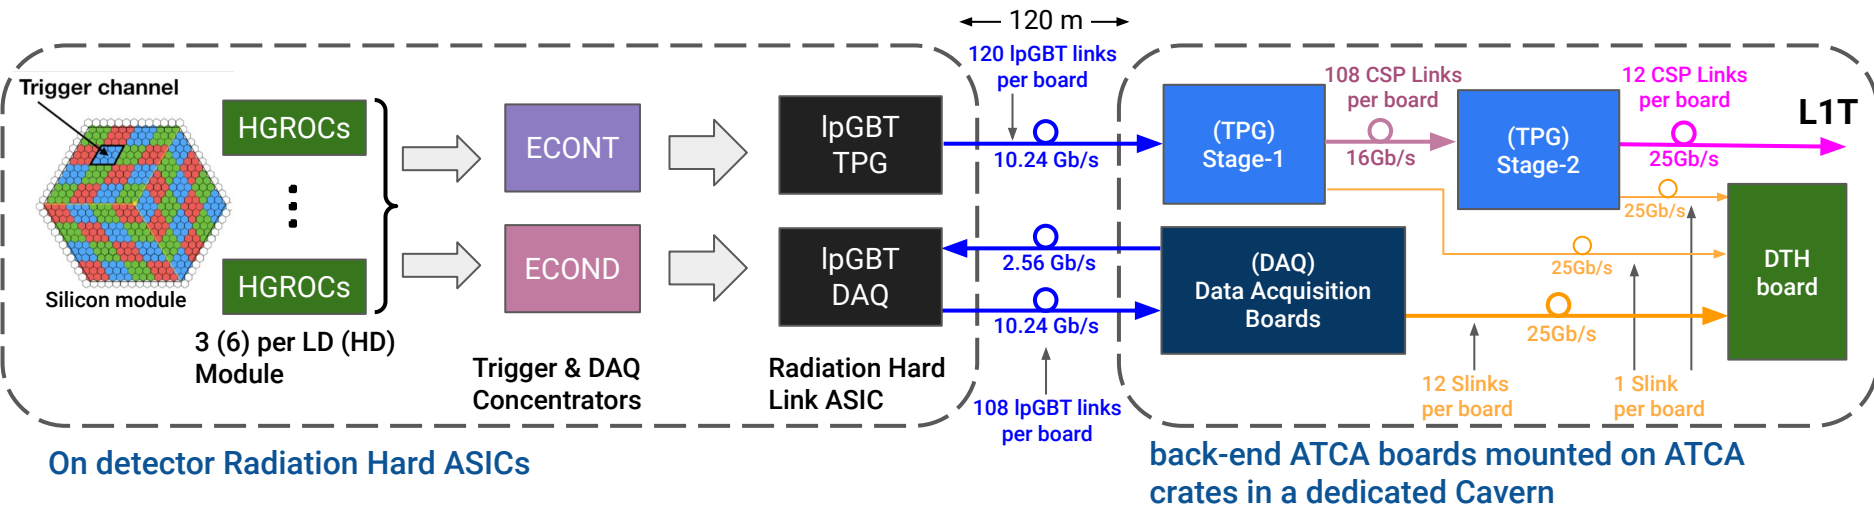 120 m
120 lpGBT links
per board
Trigger channel
HGROCs
HGROCs
Silicon module
3 (6) per LD (HD)
Module
ECONT
ECOND
Trigger & DAQ
Concentrators
lpGBT
TPG
lpGBT
DAQ
Radiation Hard
Link ASIC
10.24 Gb/s
2.56 Gb/s
10.24 Gb/s
108 lpGBT links
per board
(TPG)
Stage-1
108 CSP Links
per board
16Gb/s
(TPG)
Stage-2
12 CSP Links
per board
25Gb/s
L1T
25Gb/s
25Gb/s
(DAQ)
Data Acquisition
Boards
25Gb/s
DTH
board
12 Slinks
per board
1 Slink
per board
On detector Radiation Hard ASICs
back-end ATCA boards mounted on ATCA
crates in a dedicated Cavern